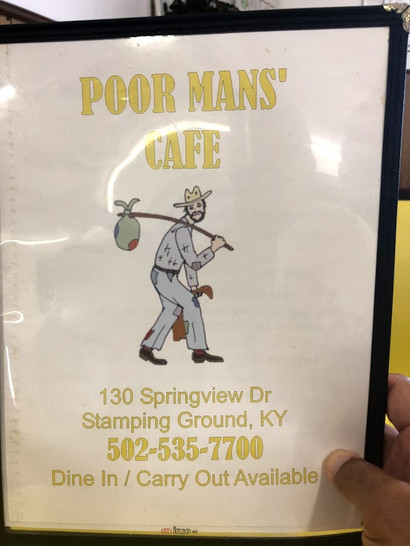 POOR MANS'
CAFE
130 Springview Dr
Stamping Ground, KY
502-535-7700
Dine In / Carry Out Available